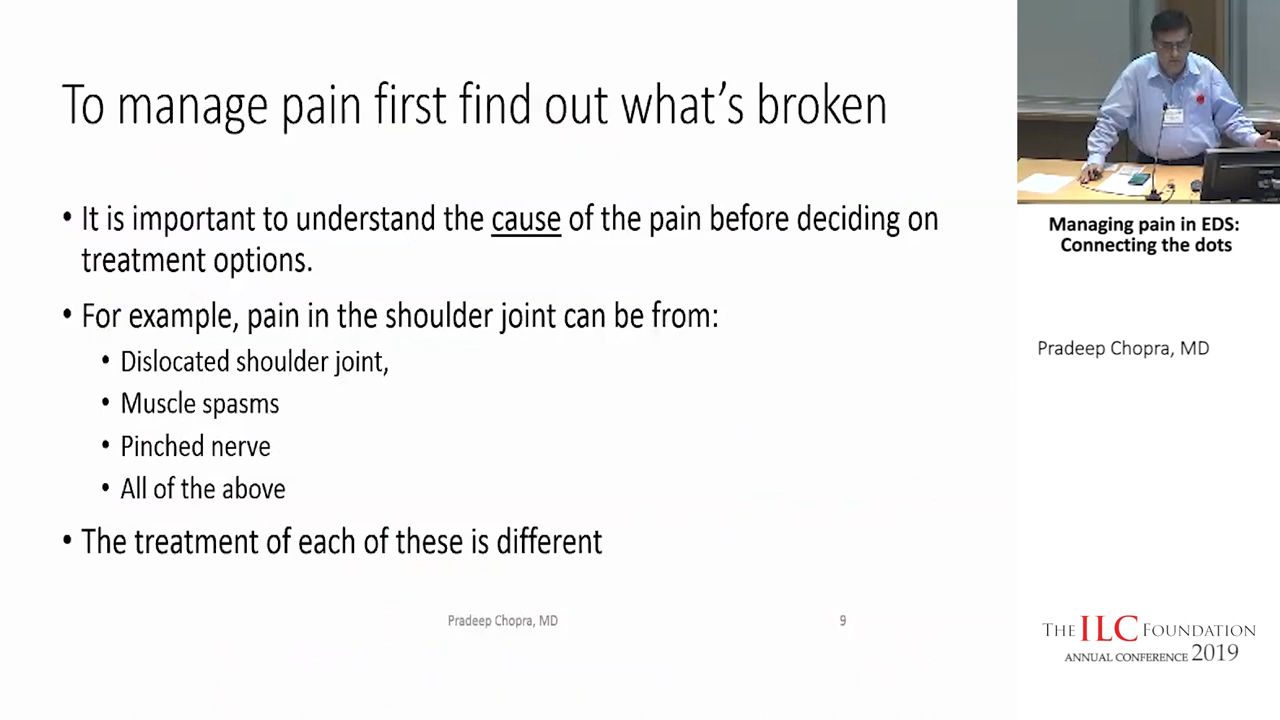 To manage pain first find out what's broken
• It is important to understand the cause of the pain before deciding on
treatment options.
• For example, pain in the shoulder joint can be from:
• Dislocated shoulder joint,
• Muscle spasms
• Pinched nerve
• All of the above
• The treatment of each of these is different
Pradeep Chopra, MD
9
Managing pain in EDS:
Connecting the dots
Pradeep Chopra, MD
THE ILC FOUNDATION
ANNUAL CONFERENCE 2019